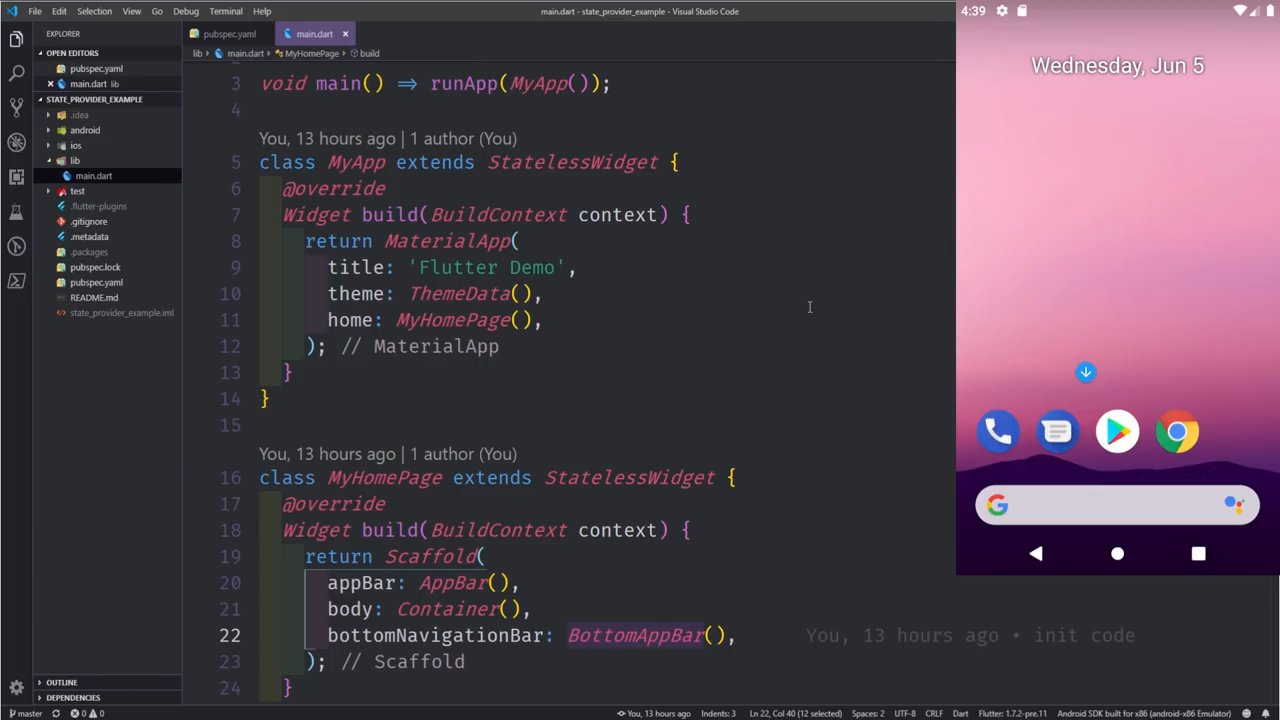 File Edit Selection View Go Debug Terminal Help
main.dart - state_provider_example - Visual Studio Code
EXPLORER
OPEN EDITORS
pubspec.yaml
main.dart lib
STATE_PROVIDER_EXAMPLE
.idea
android
ios
lib
main.dart
test
.flutter-plugins
.gitignore
.metadata
.packages
pubspec.lock
pubspec.yaml
README.md
state_provider_example.iml
OUTLINE
DEPENDENCIES
pubspec.yaml
main.dart
lib main.dart MyHomePage build
3 void main() => runApp(MyApp());
4
You, 13 hours ago | 1 author (You)
5 class MyApp extends StatelessWidget {
6 @override
7 Widget build(BuildContext context) {
8 return MaterialApp(
9 title: 'Flutter Demo',
10 theme: ThemeData(),
11 home: MyHomePage(),
12 ); // MaterialApp
13 }
14 }
15
You, 13 hours ago | 1 author (You)
16 class MyHomePage extends StatelessWidget {
17 @override
18 Widget build(BuildContext context) {
19 return Scaffold(
20 appBar: AppBar(),
21 body: Container(),
22 bottomNavigationBar: BottomAppBar(), You, 13 hours ago • init code
23 ); // Scaffold
24 }
4:39
Wednesday, Jun 5
master 0 0 You, 13 hours ago Indents: 3 Ln 22, Col 40 (12 selected) Spaces: 2 UTF-8 CRLF Dart Flutter: 1.7.2-pre.11 Android SDK built for x86 (android-x86 Emulator)